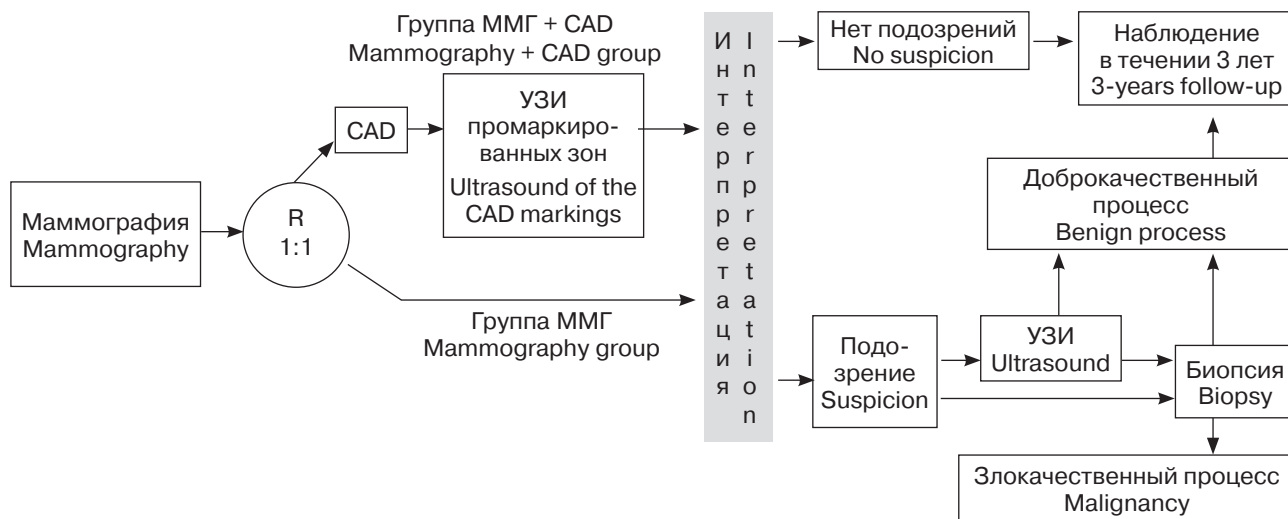 Группа ММГ + CAD
Mammography + CAD group
Маммография
Mammography
R
1:1
CAD
УЗИ
промаркиро-
ванных зон
Ultrasound of the
CAD markings
Группа ММГ
Mammography group
Интерпретация
Interpretation
Нет подозрений
No suspicion
Наблюдение
в течении 3 лет
3-years follow-up
Доброкачественный
процесс
Benign process
Подо-
зрение
Suspicion
УЗИ
Ultrasound
Биопсия
Biopsy
Злокачественный процесс
Malignancy